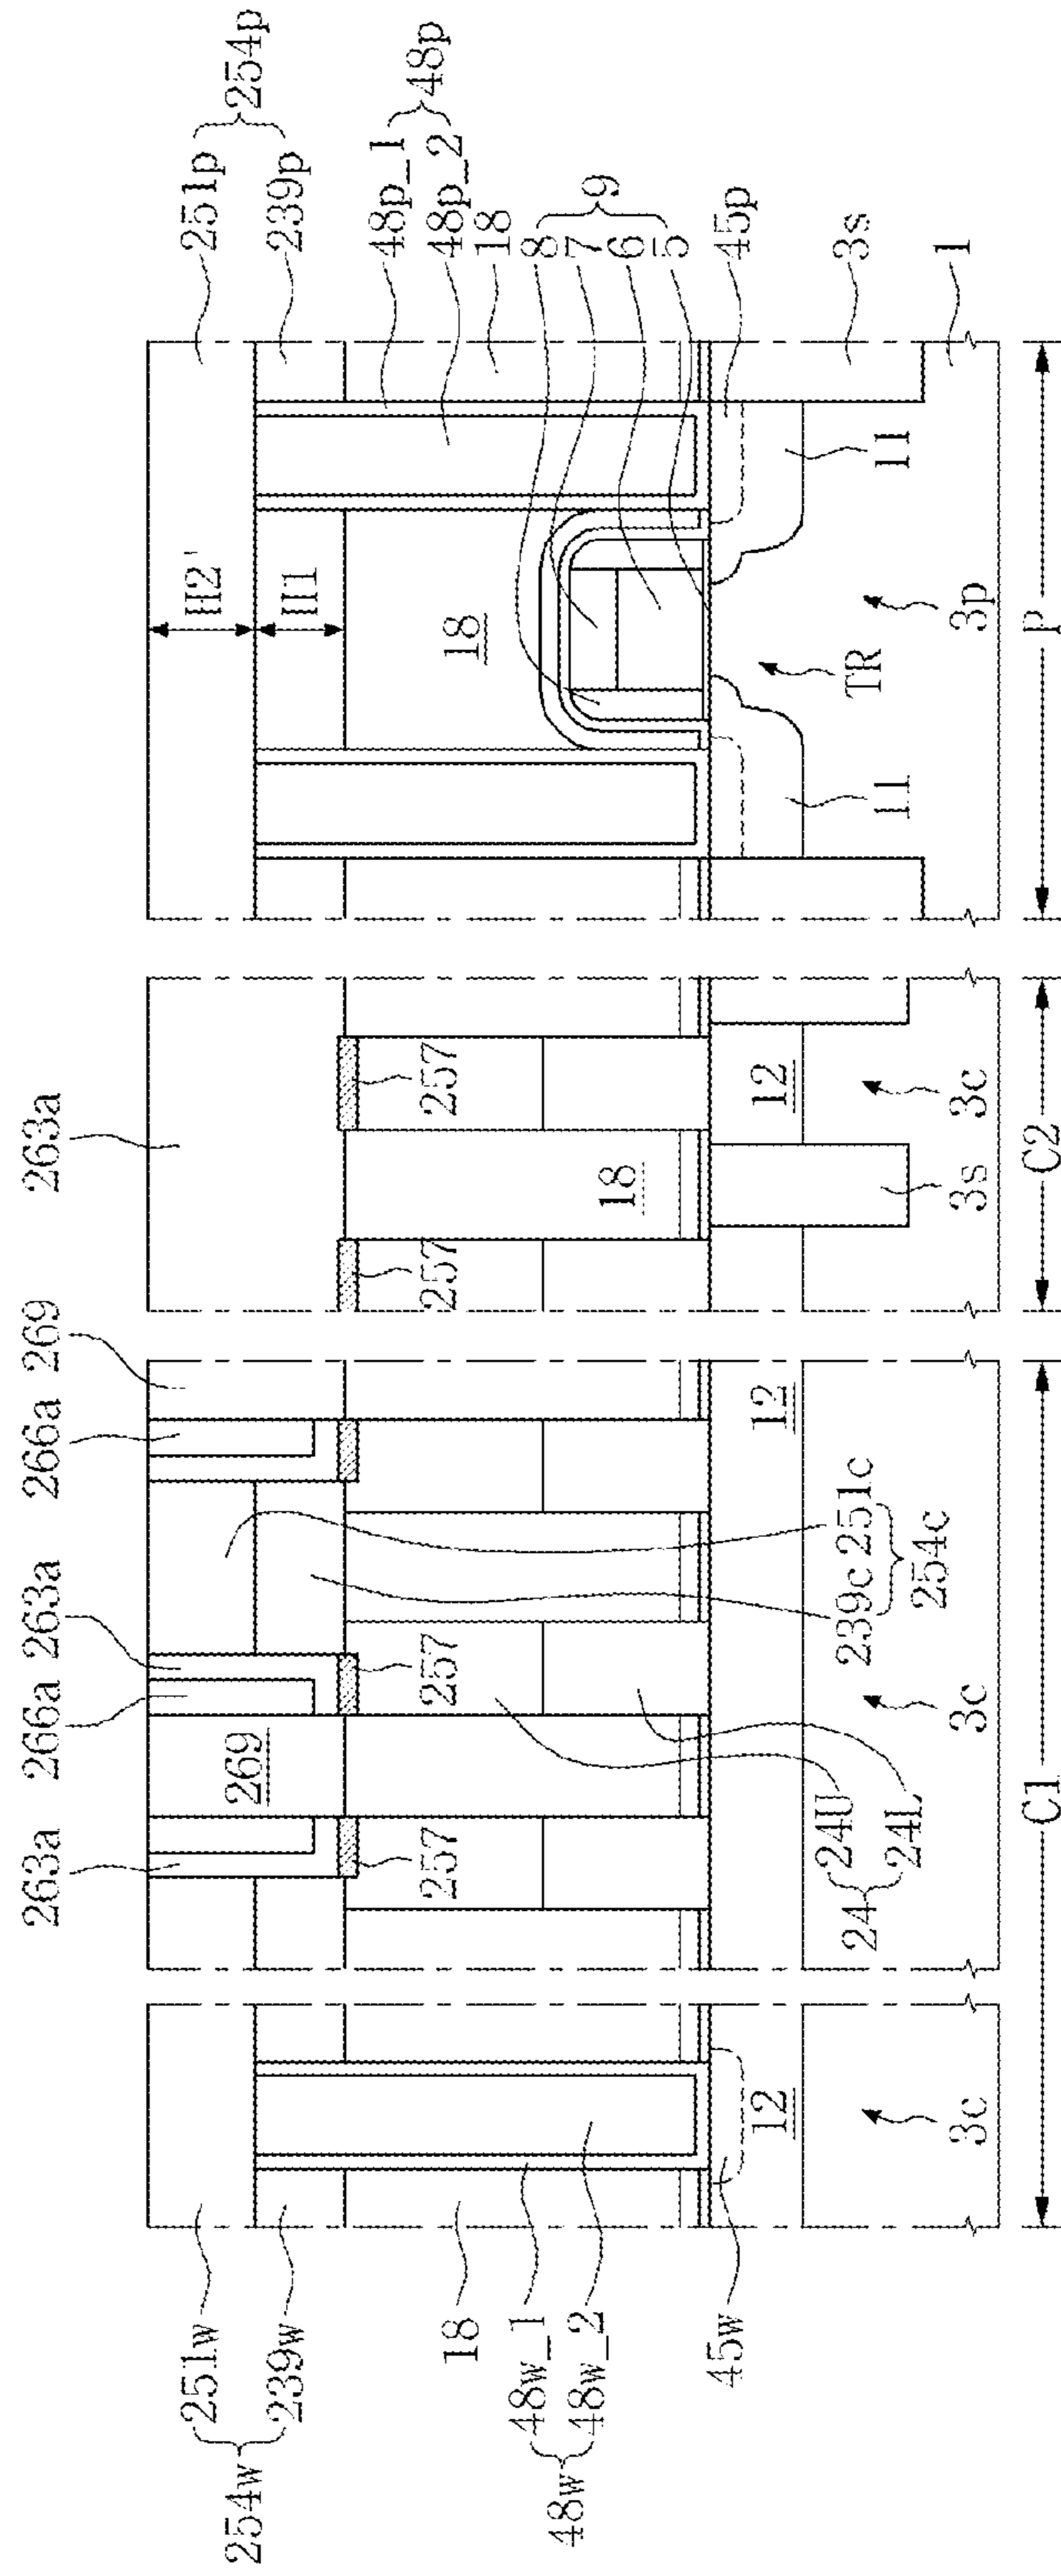 263a 266a 263a 266a 269 263a
251w
239w
254w
251p
239p
254p
H2'
H1
269
257 257 257 257
18
18
48w_1
48w_2
48w
18
48p_1
48p_2
48p
18
8
7
6
5
9
45w
12
12
12
45p
3s
1
24U
24L
24
239c 251c
254c
11 11
TR
3c 3c 3s 3c 3p
C1 C2 P